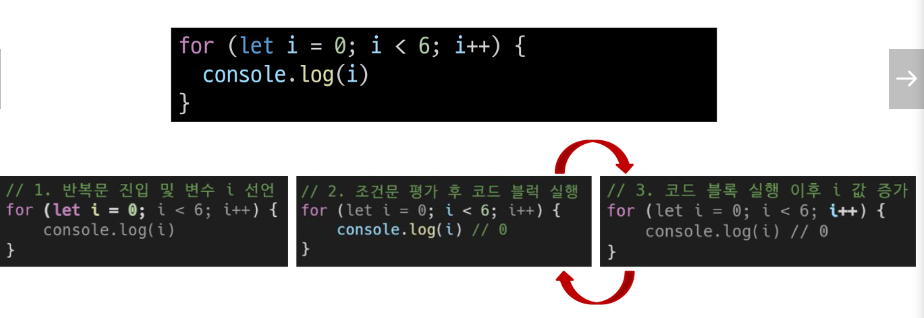 for (let i = 0; i < 6; i++) {
  console.log(i)
}
// 1. 반복문 진입 및 변수 i 선언
for (let i = 0; i < 6; i++) {
    console.log(i)
}
// 2. 조건문 평가 후 코드 블럭 실행
for (let i = 0; i < 6; i++) {
    console.log(i) // 0
}
// 3. 코드 블록 실행 이후 i 값 증가
for (let i = 0; i < 6; i++) {
    console.log(i) // 0
}